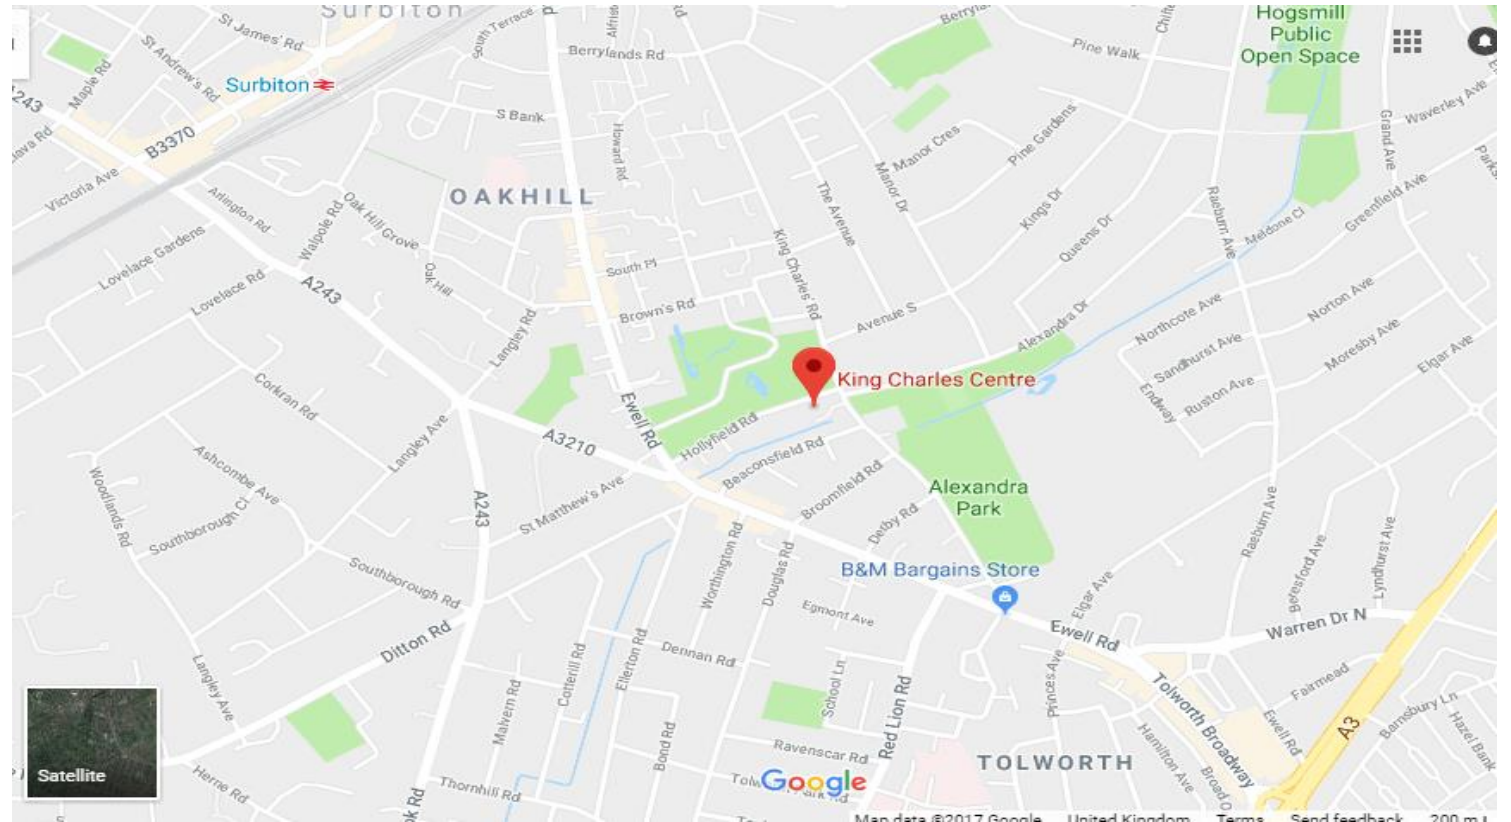 Surbiton
St James' Rd
South Terrace
Berrylands Rd
Pine Walk
Hogsmill
Public
Open Space
St Andrew's Rd
Maple Rd
Surbiton
B3370
S Bank
Howard Rd
Manor Cres
Pine Gardens
Grand Ave
Waverley Ave
Victoria Ave
Arlington Rd
OAKHILL
Walpole Rd
Oak Hill Grove
The Avenue
Manor Dr
Kings Dr
Queens Dr
Raeburn Ave
Meldone Cl
Greenfield Ave
Lovelace Gardens
Lovelace Rd
A243
Oak Hill
South Pl
King Charles' Rd
Brown's Rd
Avenue S
Alexandra Dr
Northcote Ave
Norton Ave
Langley Rd
Sandhurst Ave
Moresby Ave
Elgar Ave
Corkran Rd
King Charles Centre
Endway
Ruston Ave
Ewell Rd
A3210
Hollyfield Rd
Langley Ave
Beaconsfield Rd
Broomfield Rd
Ashcombe Ave
Woodlands Rd
Southborough Cl
A243
St Matthew's Ave
Alexandra
Park
Derby Rd
Raeburn Ave
Southborough Rd
Worthington Rd
Douglas Rd
B&M Bargains Store
Egmont Ave
Elgar Ave
Beresford Ave
Lyndhurst Ave
Ditton Rd
Ewell Rd
Warren Dr N
Cotterill Rd
Ellerton Rd
Dennan Rd
School Ln
Red Lion Rd
Princes Ave
Langley Ave
Malvern Rd
Tolworth Broadway
Fairmead
Ewell Rd
A3
Barnsbury Ln
Hazel Bank
Bond Rd
Ravenscar Rd
TOLWORTH
Hamilton Ave
Satellite
Herne Rd
Thornhill Rd
Google
Map data ©2017 Google United Kingdom Terms Send feedback 200 m